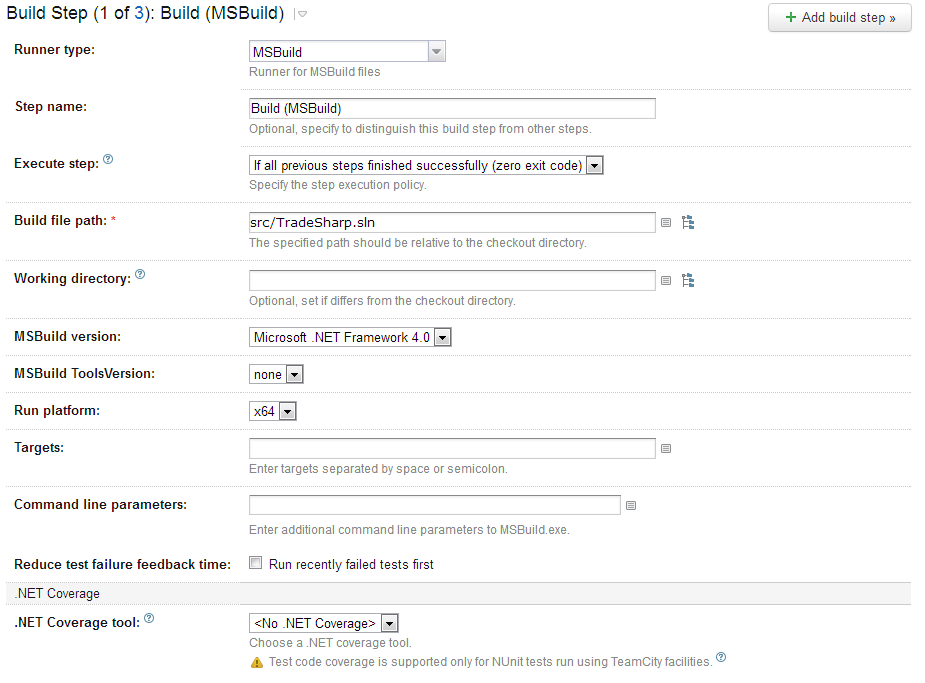 Build Step (1 of 3): Build (MSBuild)
+ Add build step »
Runner type: MSBuild
Runner for MSBuild files
Step name: Build (MSBuild)
Optional, specify to distinguish this build step from other steps.
Execute step: If all previous steps finished successfully (zero exit code)
Specify the step execution policy.
Build file path: * src/TradeSharp.sln
The specified path should be relative to the checkout directory.
Working directory:
Optional, set if differs from the checkout directory.
MSBuild version: Microsoft .NET Framework 4.0
MSBuild ToolsVersion: none
Run platform: x64
Targets:
Enter targets separated by space or semicolon.
Command line parameters:
Enter additional command line parameters to MSBuild.exe.
Reduce test failure feedback time: Run recently failed tests first
.NET Coverage
.NET Coverage tool: <No .NET Coverage>
Choose a .NET coverage tool.
Test code coverage is supported only for NUnit tests run using TeamCity facilities.